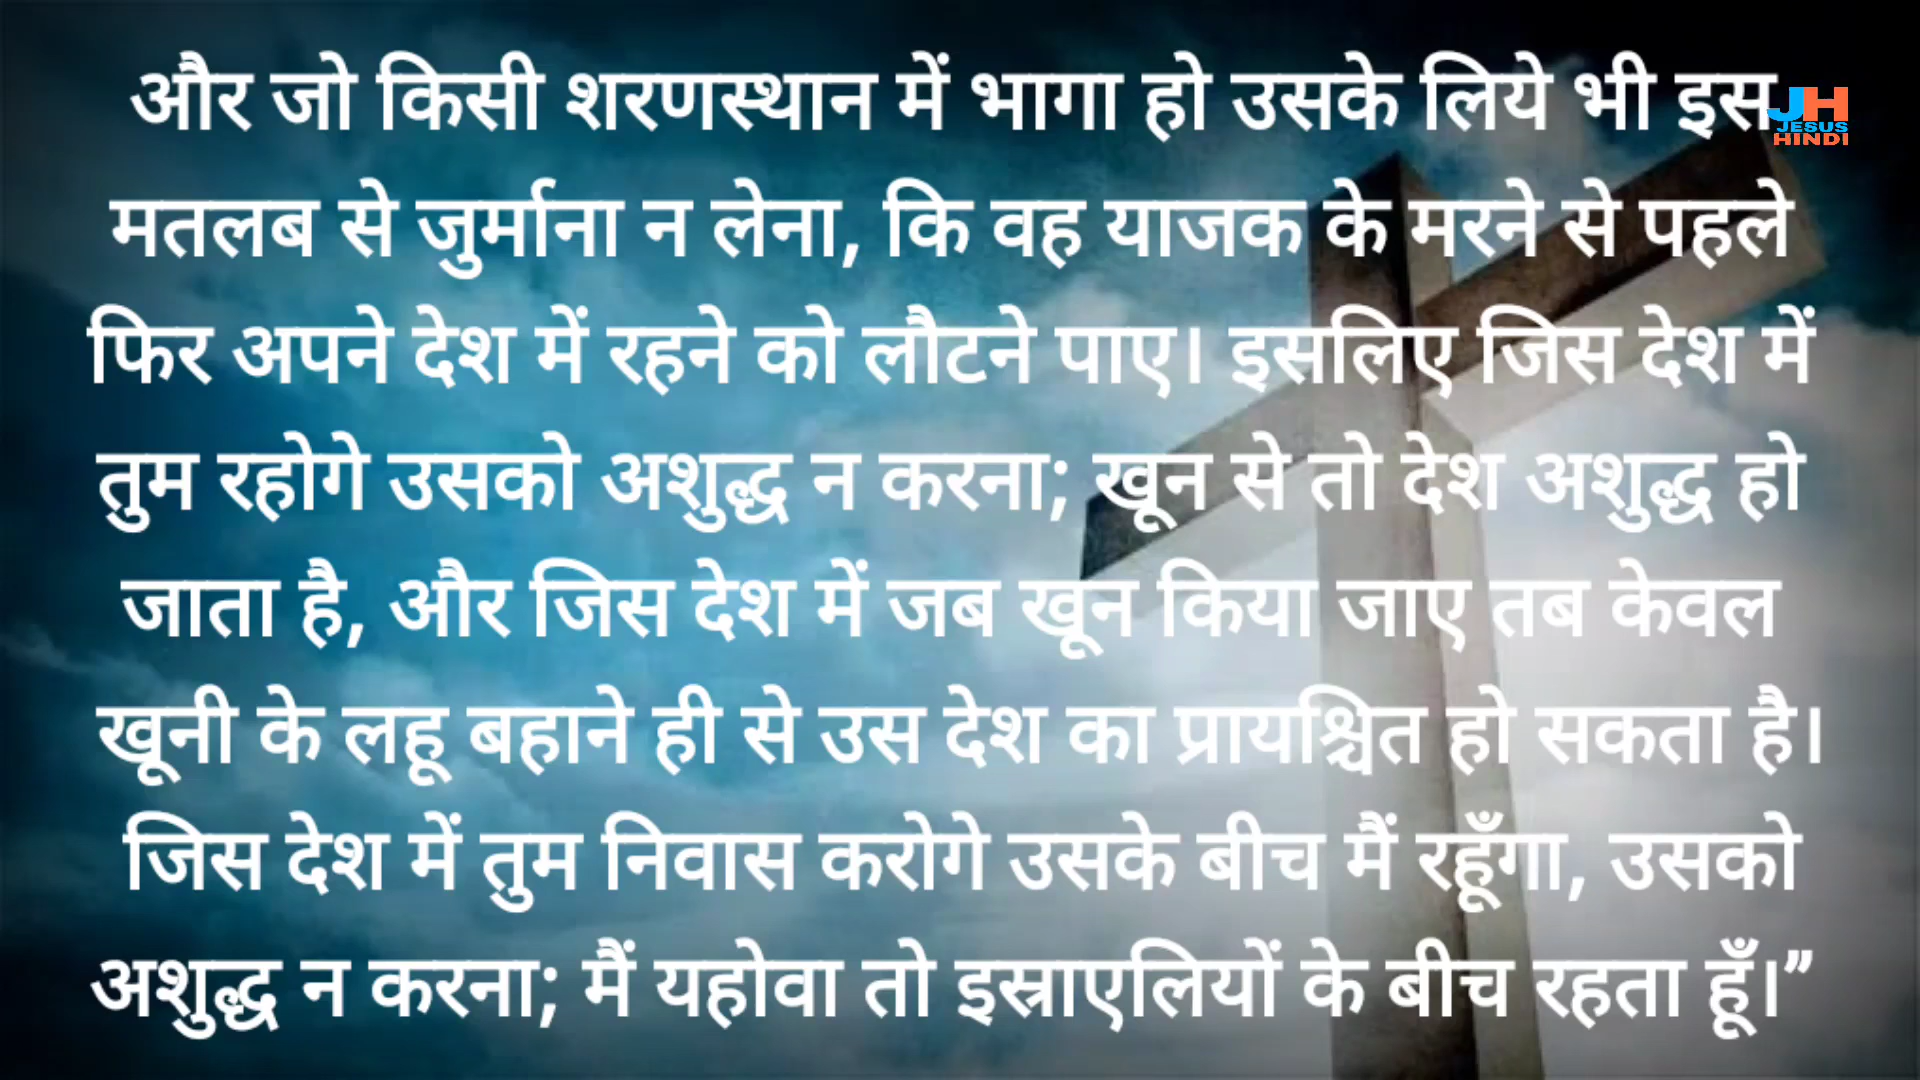 और जो किसी शरणस्थान में भागा हो उसके लिये भी इस
JH
JESUS
HINDI
मतलब से जुर्माना न लेना, कि वह याजक के मरने से पहले
फिर अपने देश में रहने को लौटने पाए। इसलिए जिस देश में
तुम रहोगे उसको अशुद्ध न करना; खून से तो देश अशुद्ध हो
जाता है, और जिस देश में जब खून किया जाए तब केवल
खूनी के लहू बहाने ही से उस देश का प्रायश्चित हो सकता है।
जिस देश में तुम निवास करोगे उसके बीच मैं रहूँगा, उसको
अशुद्ध न करना; मैं यहोवा तो इस्राएलियों के बीच रहता हूँ।”